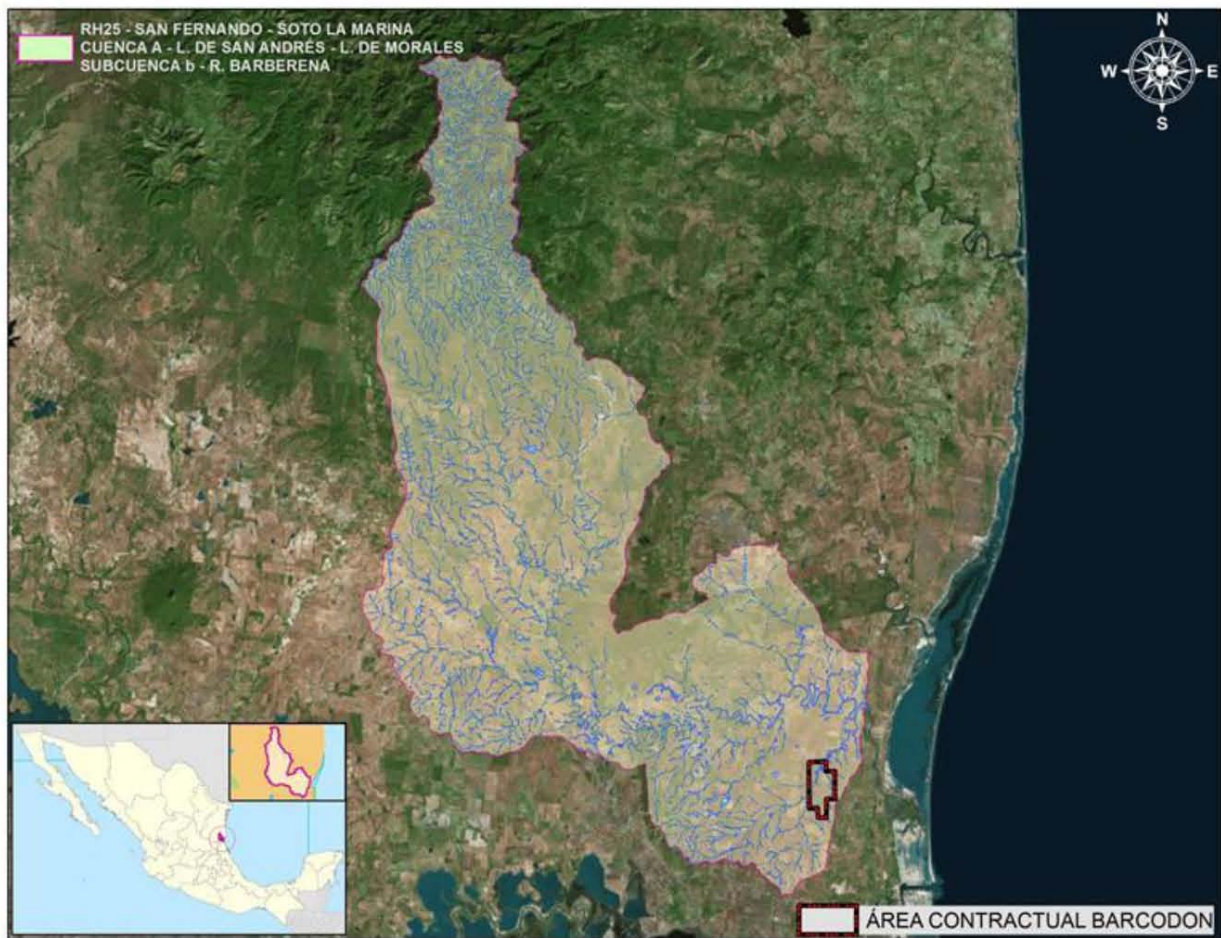 RH25 - SAN FERNANDO - SOTO LA MARINA
CUENCA A - L. DE SAN ANDRÉS - L. DE MORALES
SUBCUENCA b - R. BARBERENA
N
W E
S
ÁREA CONTRACTUAL BARCODON